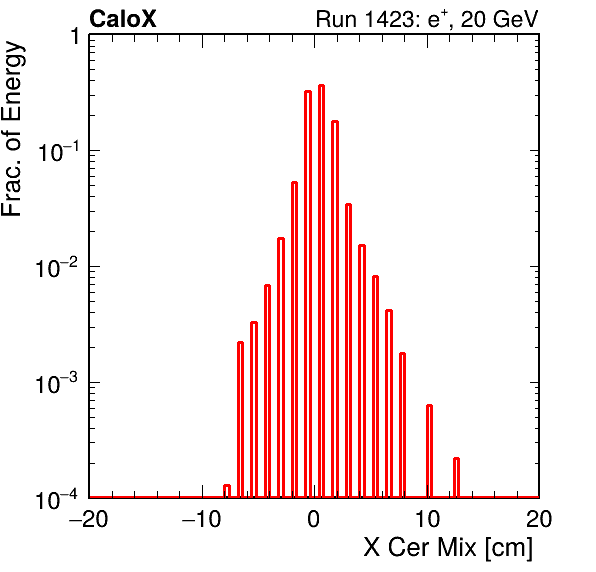 CaloX Run 1423: e⁺, 20 GeV
Frac. of Energy
1
10⁻¹
10⁻²
10⁻³
10⁻⁴
−20 −10 0 10 20
X Cer Mix [cm]